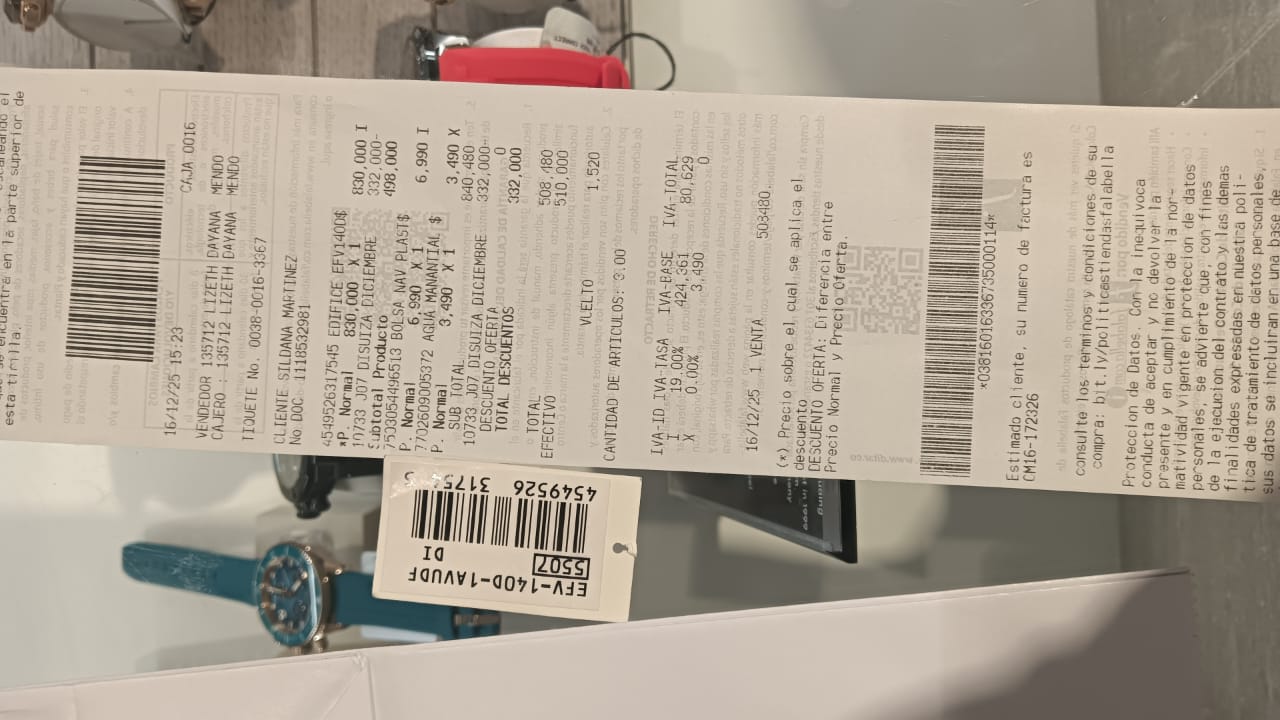 esta tirilla.
16/12/25 15:23 CAJA 0016
VENDEDOR 135712 LIZETH DAYANA MENDO
CAJERO : 135712 LIZETH DAYANA MENDO
TIQUETE No. 0038-0016-3367
CLIENTE SILDANA MARTINEZ
No.DOC. 1118532981
4549526317545 EDIFICE EFV140D$ 830,000 I
*P. Normal 830,000 X 1
10733 J07 DISUIZA DICIEMBRE 332,000-
Subtotal Producto 498,000
7503005496513 BOLSA NAV PLAST$ 6,990 I
P. Normal 6,990 X 1
7702609005372 AGUA MANANTIAL $ 3,490 X
P. Normal 3,490 X 1
SUB TOTAL 840,480
10733 J07 DISUIZA DICIEMBRE 332,000-
DESCUENTO OFERTA 0
TOTAL DESCUENTOS 332,000
TOTAL 508,480
EFECTIVO 510,000
VUELTO 1,520
CANTIDAD DE ARTICULOS: 3.00
IVA-ID IVA-TASA IVA-BASE IVA-TOTAL
I 19.00% 424,361 80,629
X 0.00% 3,490 0
16/12/25 1 VENTA 508480.
(*) Precio sobre el cual se aplica el
descuento
DESCUENTO OFERTA: Diferencia entre
Precio Normal y Precio Oferta.
*03816016336735000114*
Estimado cliente, su numero de factura es
CM16-172326
consulte los terminos y condiciones de su
compra: bit.ly/politicastiendasfalabella
Proteccion de Datos. Con la inequivoca
conducta de aceptar y no devolver la
presente y en cumplimiento de la nor-
matividad vigente en proteccion de datos
personales, se advierte que: con fines
de la ejecucion del contrato y las demas
finalidades expresadas en nuestra poli-
tica de tratamiento de datos personales,
sus datos se incluiran en una base de
EFV-140D-1AVUDF
5507
DI
4549526 31754 5